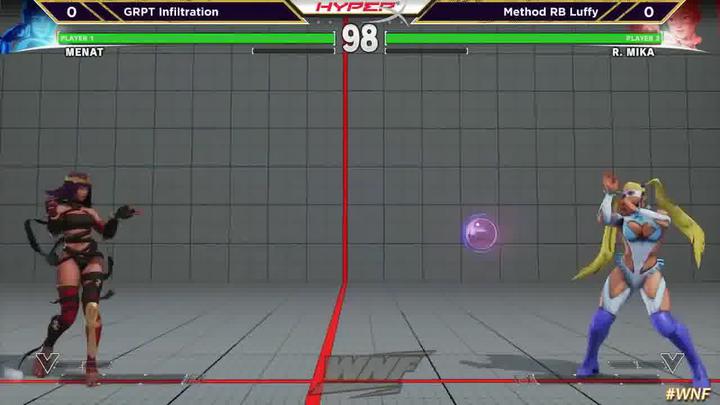 0 GRPT Infiltration HYPER Method RB Luffy 0
PLAYER 1 98 PLAYER 2
MENAT R. MIKA
WNF
#WNF